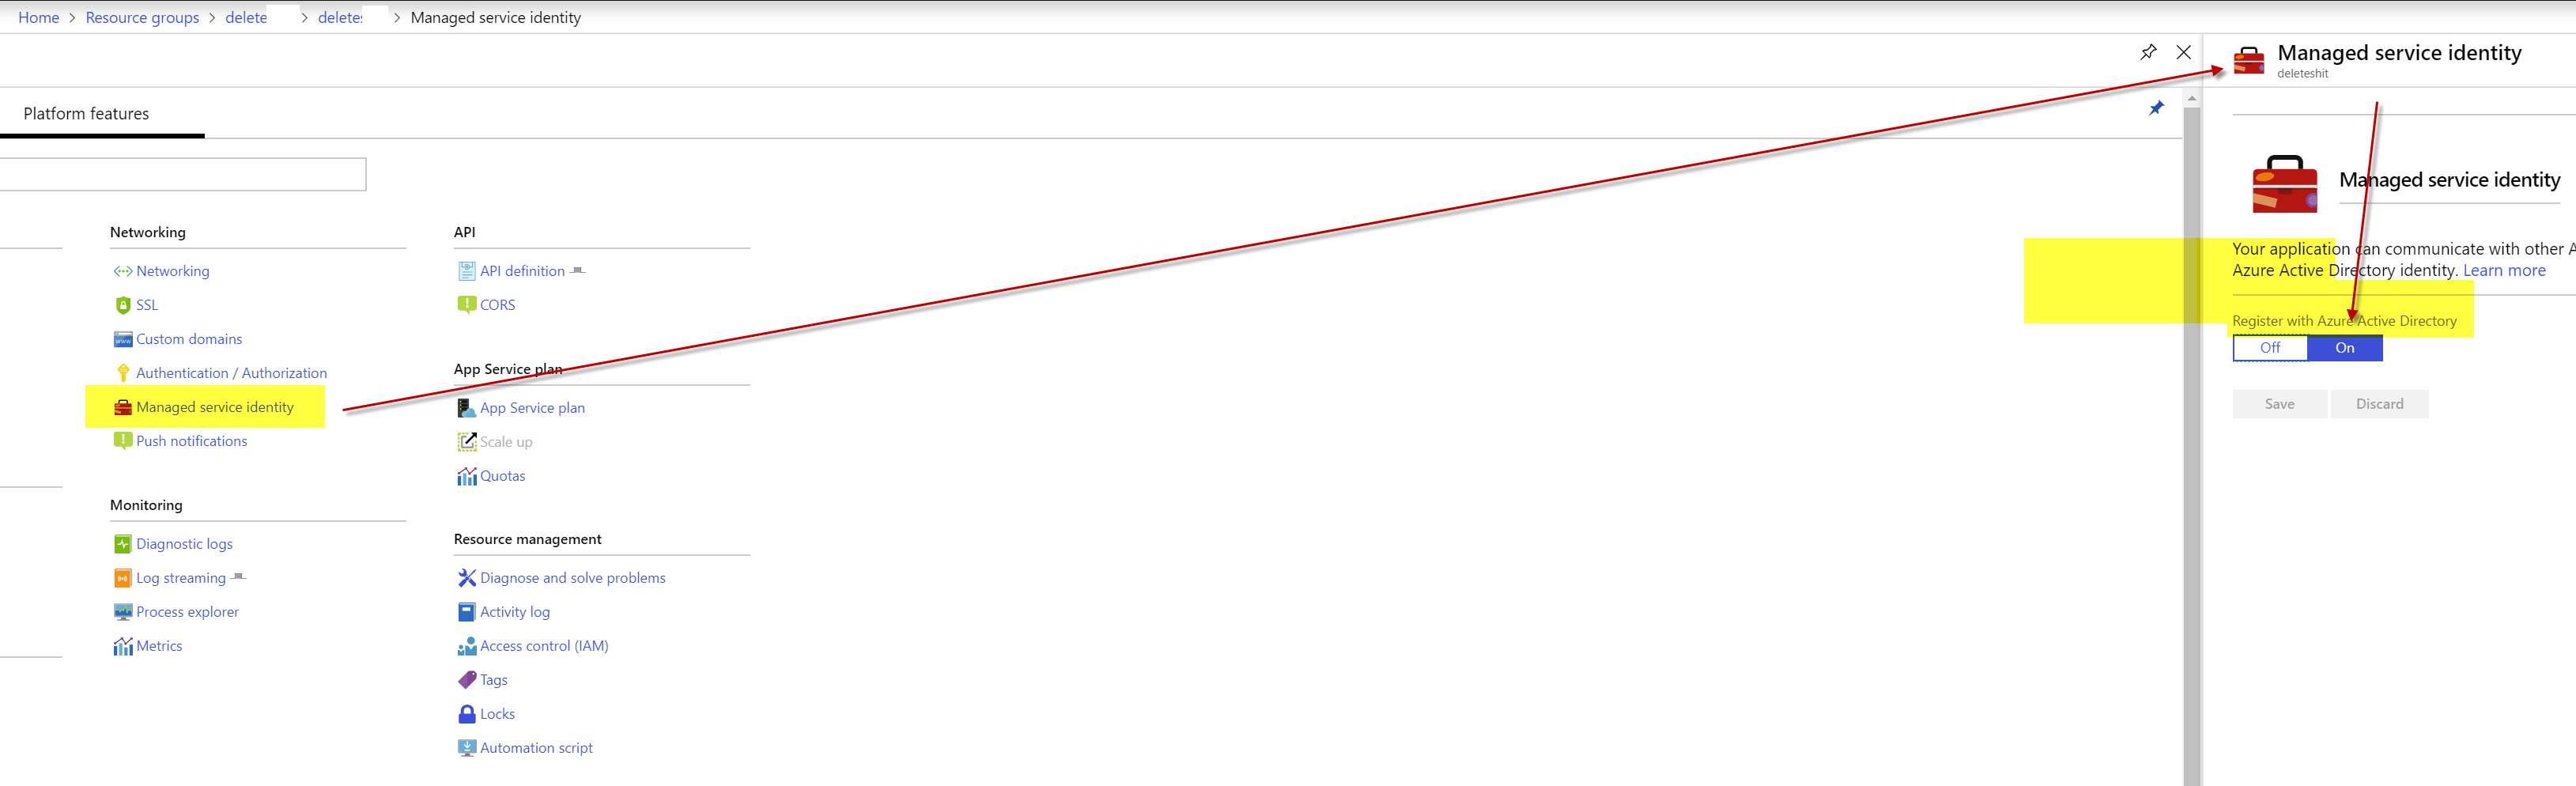 Home > Resource groups > delete > delete > Managed service identity
Platform features
Networking
Networking
SSL
Custom domains
Authentication / Authorization
Managed service identity
Push notifications
Monitoring
Diagnostic logs
Log streaming
Process explorer
Metrics
API
API definition
CORS
App Service plan
App Service plan
Scale up
Quotas
Resource management
Diagnose and solve problems
Activity log
Access control (IAM)
Tags
Locks
Automation script
Managed service identity
deleteshit
Managed service identity
Your application can communicate with other A
Azure Active Directory identity. Learn more
Register with Azure Active Directory
Off On
Save Discard